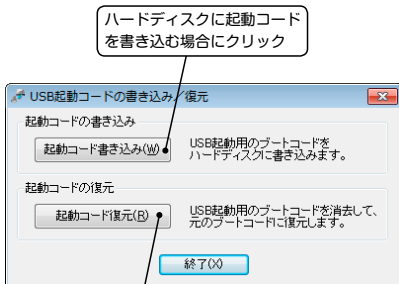 ハードディスクに起動コード
を書き込む場合にクリック
USB起動コードの書き込み／復元
起動コードの書き込み
起動コード書き込み(W)
USB起動用のブートコードを
ハードディスクに書き込みます。
起動コードの復元
起動コード復元(R)
USB起動用のブートコードを消去して、
元のブートコードに復元します。
終了(X)